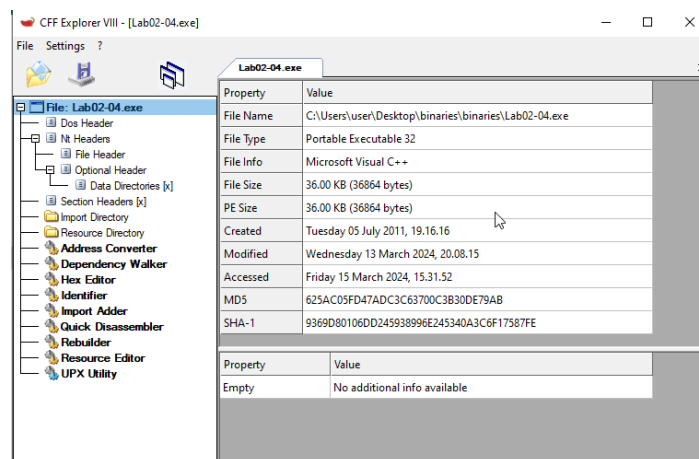 CFF Explorer VIII - [Lab02-04.exe]
File Settings ?
Lab02-04.exe
File: Lab02-04.exe
Dos Header
Nt Headers
File Header
Optional Header
Data Directories [x]
Section Headers [x]
Import Directory
Resource Directory
Address Converter
Dependency Walker
Hex Editor
Identifier
Import Adder
Quick Disassembler
Rebuilder
Resource Editor
UPX Utility
Property Value
File Name C:\Users\user\Desktop\binaries\binaries\Lab02-04.exe
File Type Portable Executable 32
File Info Microsoft Visual C++
File Size 36.00 KB (36864 bytes)
PE Size 36.00 KB (36864 bytes)
Created Tuesday 05 July 2011, 19.16.16
Modified Wednesday 13 March 2024, 20.08.15
Accessed Friday 15 March 2024, 15.31.52
MD5 625AC05FD47ADC3C63700C3B30DE79AB
SHA-1 9369D80106DD245938996E245340A3C6F17587FE
Property Value
Empty No additional info available